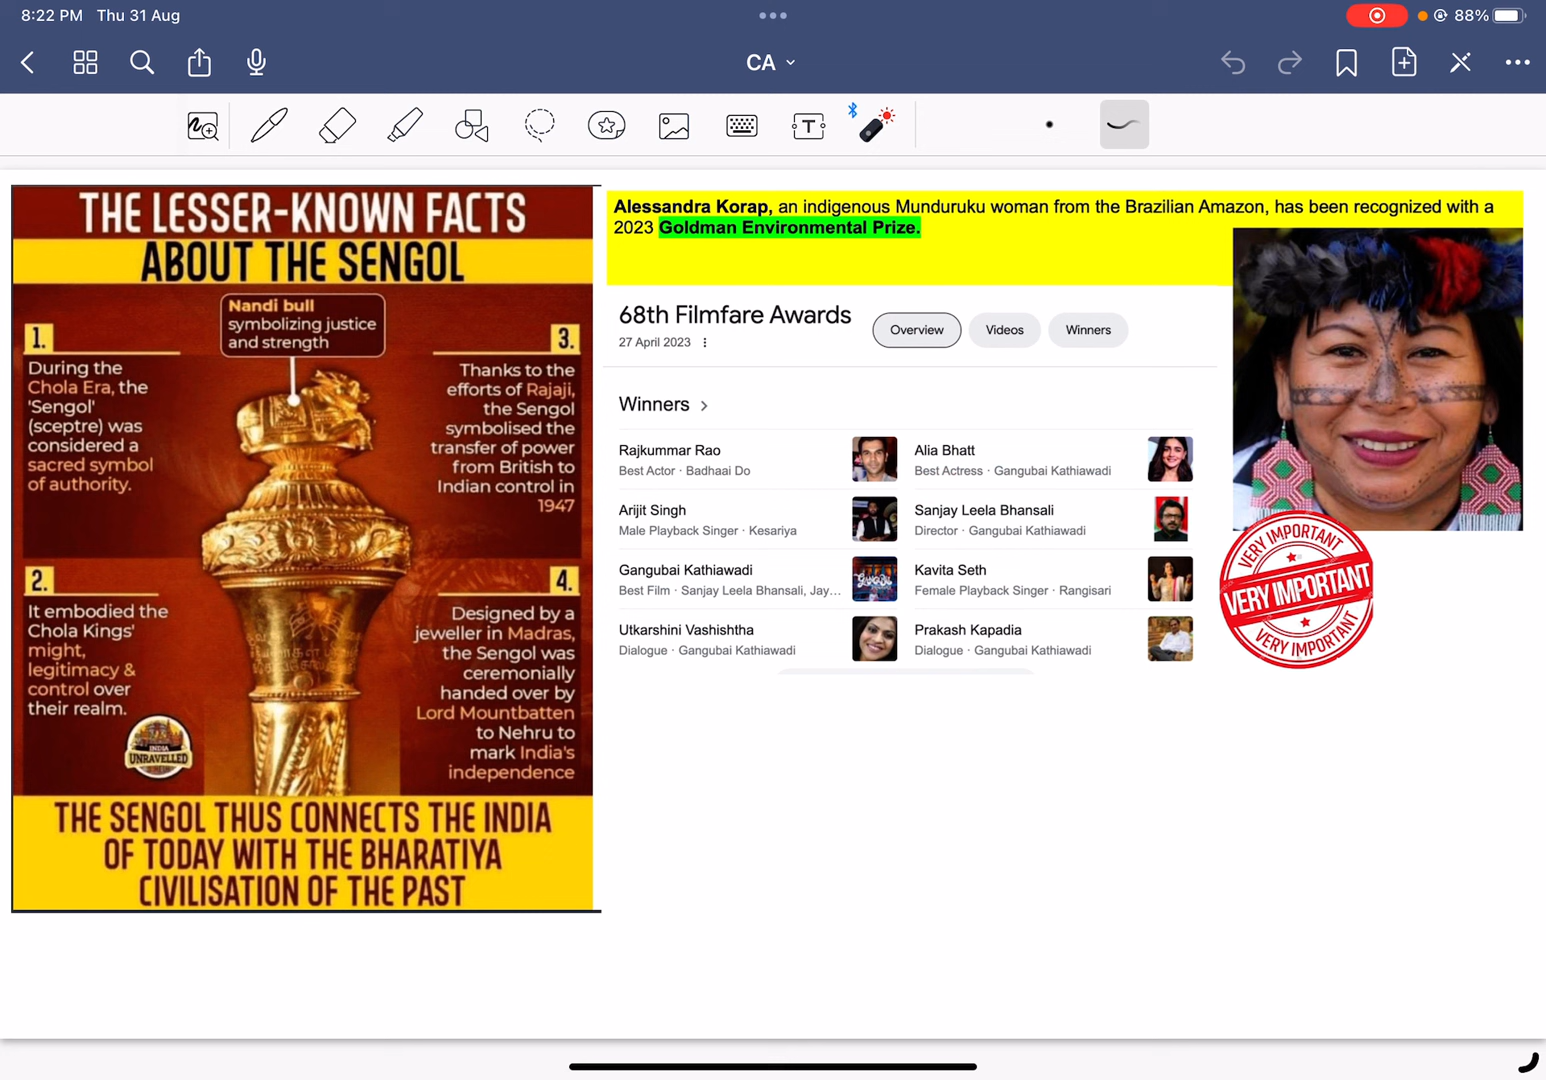 8:22 PM Thu 31 Aug
88%
CA
THE LESSER-KNOWN FACTS
ABOUT THE SENGOL
Nandi bull
symbolizing justice
and strength
1.
During the
Chola Era, the
'Sengol'
(sceptre) was
considered a
sacred symbol
of authority.
2.
It embodied the
Chola Kings'
might,
legitimacy &
control over
their realm.
INDIA
UNRAVELLED
3.
Thanks to the
efforts of Rajaji,
the Sengol
symbolised the
transfer of power
from British to
Indian control in
1947
4.
Designed by a
jeweller in Madras,
the Sengol was
ceremonially
handed over by
Lord Mountbatten
to Nehru to
mark India's
independence
THE SENGOL THUS CONNECTS THE INDIA
OF TODAY WITH THE BHARATIYA
CIVILISATION OF THE PAST
Alessandra Korap, an indigenous Munduruku woman from the Brazilian Amazon, has been recognized with a
2023 Goldman Environmental Prize.
68th Filmfare Awards
27 April 2023
Overview
Videos
Winners
Winners
Rajkummar Rao
Best Actor · Badhaai Do
Alia Bhatt
Best Actress · Gangubai Kathiawadi
Arijit Singh
Male Playback Singer · Kesariya
Sanjay Leela Bhansali
Director · Gangubai Kathiawadi
Gangubai Kathiawadi
Best Film · Sanjay Leela Bhansali, Jay...
Kavita Seth
Female Playback Singer · Rangisari
Utkarshini Vashishtha
Dialogue · Gangubai Kathiawadi
Prakash Kapadia
Dialogue · Gangubai Kathiawadi
VERY IMPORTANT
VERY IMPORTANT
VERY IMPORTANT